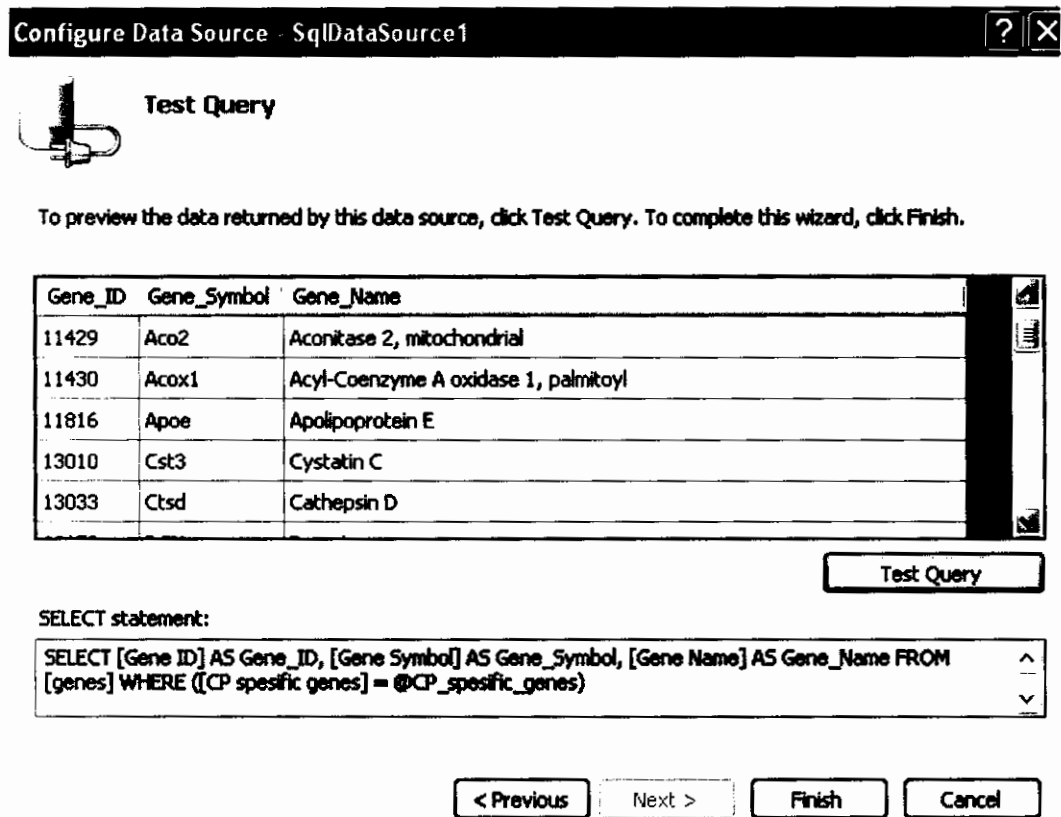 Configure Data Source - SqlDataSource1
Test Query
To preview the data returned by this data source, click Test Query. To complete this wizard, click Finish.
Gene_ID Gene_Symbol Gene_Name
11429 Aco2 Aconitase 2, mitochondrial
11430 Acox1 Acyl-Coenzyme A oxidase 1, palmitoyl
11816 Apoe Apolipoprotein E
13010 Cst3 Cystatin C
13033 Ctsd Cathepsin D
Test Query
SELECT statement:
SELECT [Gene ID] AS Gene_ID, [Gene Symbol] AS Gene_Symbol, [Gene Name] AS Gene_Name FROM
[genes] WHERE ([CP spesific genes] = @CP_spesific_genes)
< Previous Next > Finish Cancel